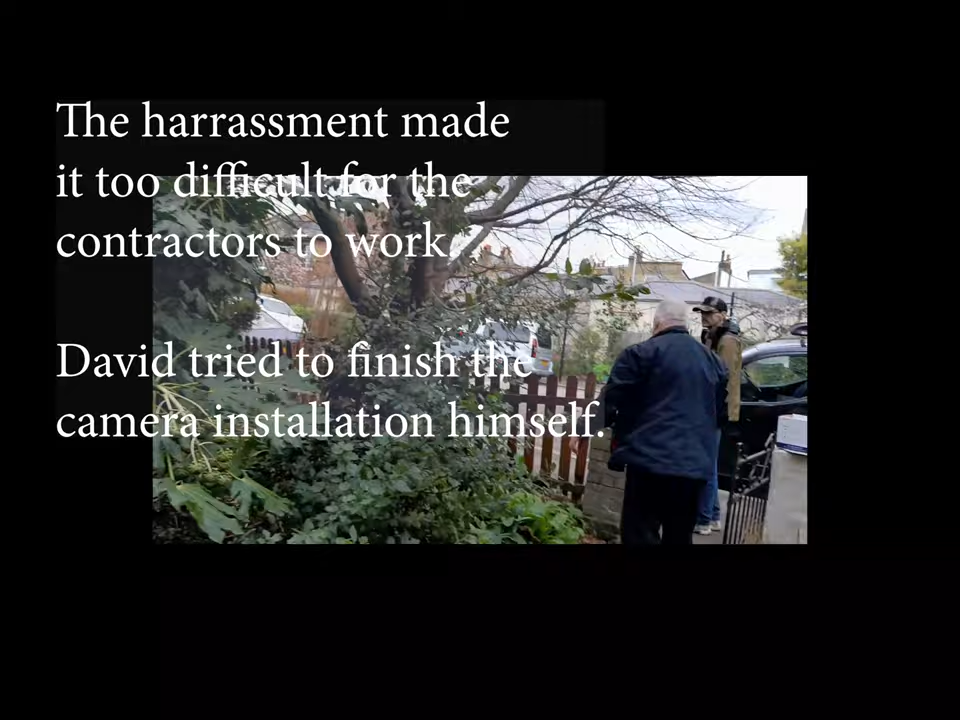 The harrassment made
it too difficult for the
contractors to work.
David tried to finish the
camera installation himself.